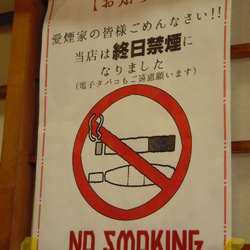 【お知ら
愛煙家の皆様ごめんなさい!!
当店は終日禁煙に
なりました
(電子タバコもご遠慮願います)
NO SMOKING